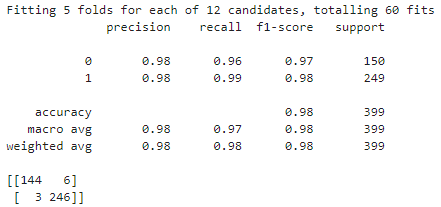 Fitting 5 folds for each of 12 candidates, totalling 60 fits
precision recall f1-score support
0 0.98 0.96 0.97 150
1 0.98 0.99 0.98 249
accuracy 0.98 399
macro avg 0.98 0.97 0.98 399
weighted avg 0.98 0.98 0.98 399
[[144 6]
[ 3 246]]